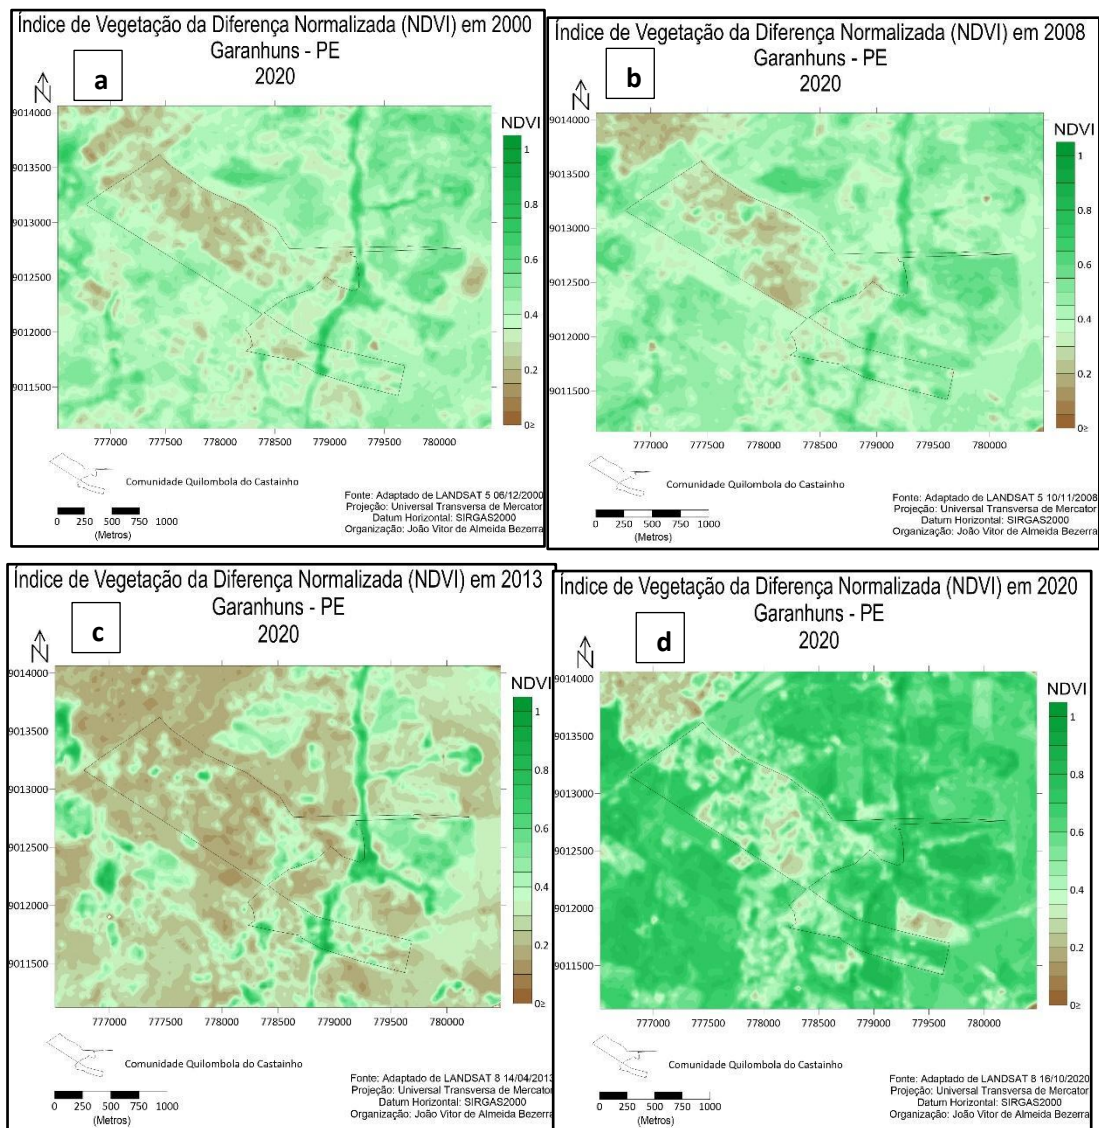 Índice de Vegetação da Diferença Normalizada (NDVI) em 2000
Garanhuns - PE
2020
a
N
NDVI
1
0.8
0.6
0.4
0.2
0≥
9014000
9013500
9013000
9012500
9012000
9011500
777000 777500 778000 778500 779000 779500 780000
Comunidade Quilombola do Castainho
0 250 500 750 1000
(Metros)
Fonte: Adaptado de LANDSAT 5 06/12/2000
Projeção: Universal Transversa de Mercator
Datum Horizontal: SIRGAS2000
Organização: João Vitor de Almeida Bezerra
Índice de Vegetação da Diferença Normalizada (NDVI) em 2008
Garanhuns - PE
2020
b
N
NDVI
1
0.8
0.6
0.4
0.2
0≥
9014000
9013500
9013000
9012500
9012000
9011500
777000 777500 778000 778500 779000 779500 780000
Comunidade Quilombola do Castainho
0 250 500 750 1000
(Metros)
Fonte: Adaptado de LANDSAT 5 10/11/2008
Projeção: Universal Transversa de Mercator
Datum Horizontal: SIRGAS2000
Organização: João Vitor de Almeida Bezerra
Índice de Vegetação da Diferença Normalizada (NDVI) em 2013
Garanhuns - PE
2020
c
N
NDVI
1
0.8
0.6
0.4
0.2
0≥
9014000
9013500
9013000
9012500
9012000
9011500
777000 777500 778000 778500 779000 779500 780000
Comunidade Quilombola do Castainho
0 250 500 750 1000
(Metros)
Fonte: Adaptado de LANDSAT 8 14/04/2013
Projeção: Universal Transversa de Mercator
Datum Horizontal: SIRGAS2000
Organização: João Vitor de Almeida Bezerra
Índice de Vegetação da Diferença Normalizada (NDVI) em 2020
Garanhuns - PE
2020
d
N
NDVI
1
0.8
0.6
0.4
0.2
0≥
9014000
9013500
9013000
9012500
9012000
9011500
777000 777500 778000 778500 779000 779500 780000
Comunidade Quilombola do Castainho
0 250 500 750 1000
(Metros)
Fonte: Adaptado de LANDSAT 8 16/10/2020
Projeção: Universal Transversa de Mercator
Datum Horizontal: SIRGAS2000
Organização: João Vitor de Almeida Bezerra